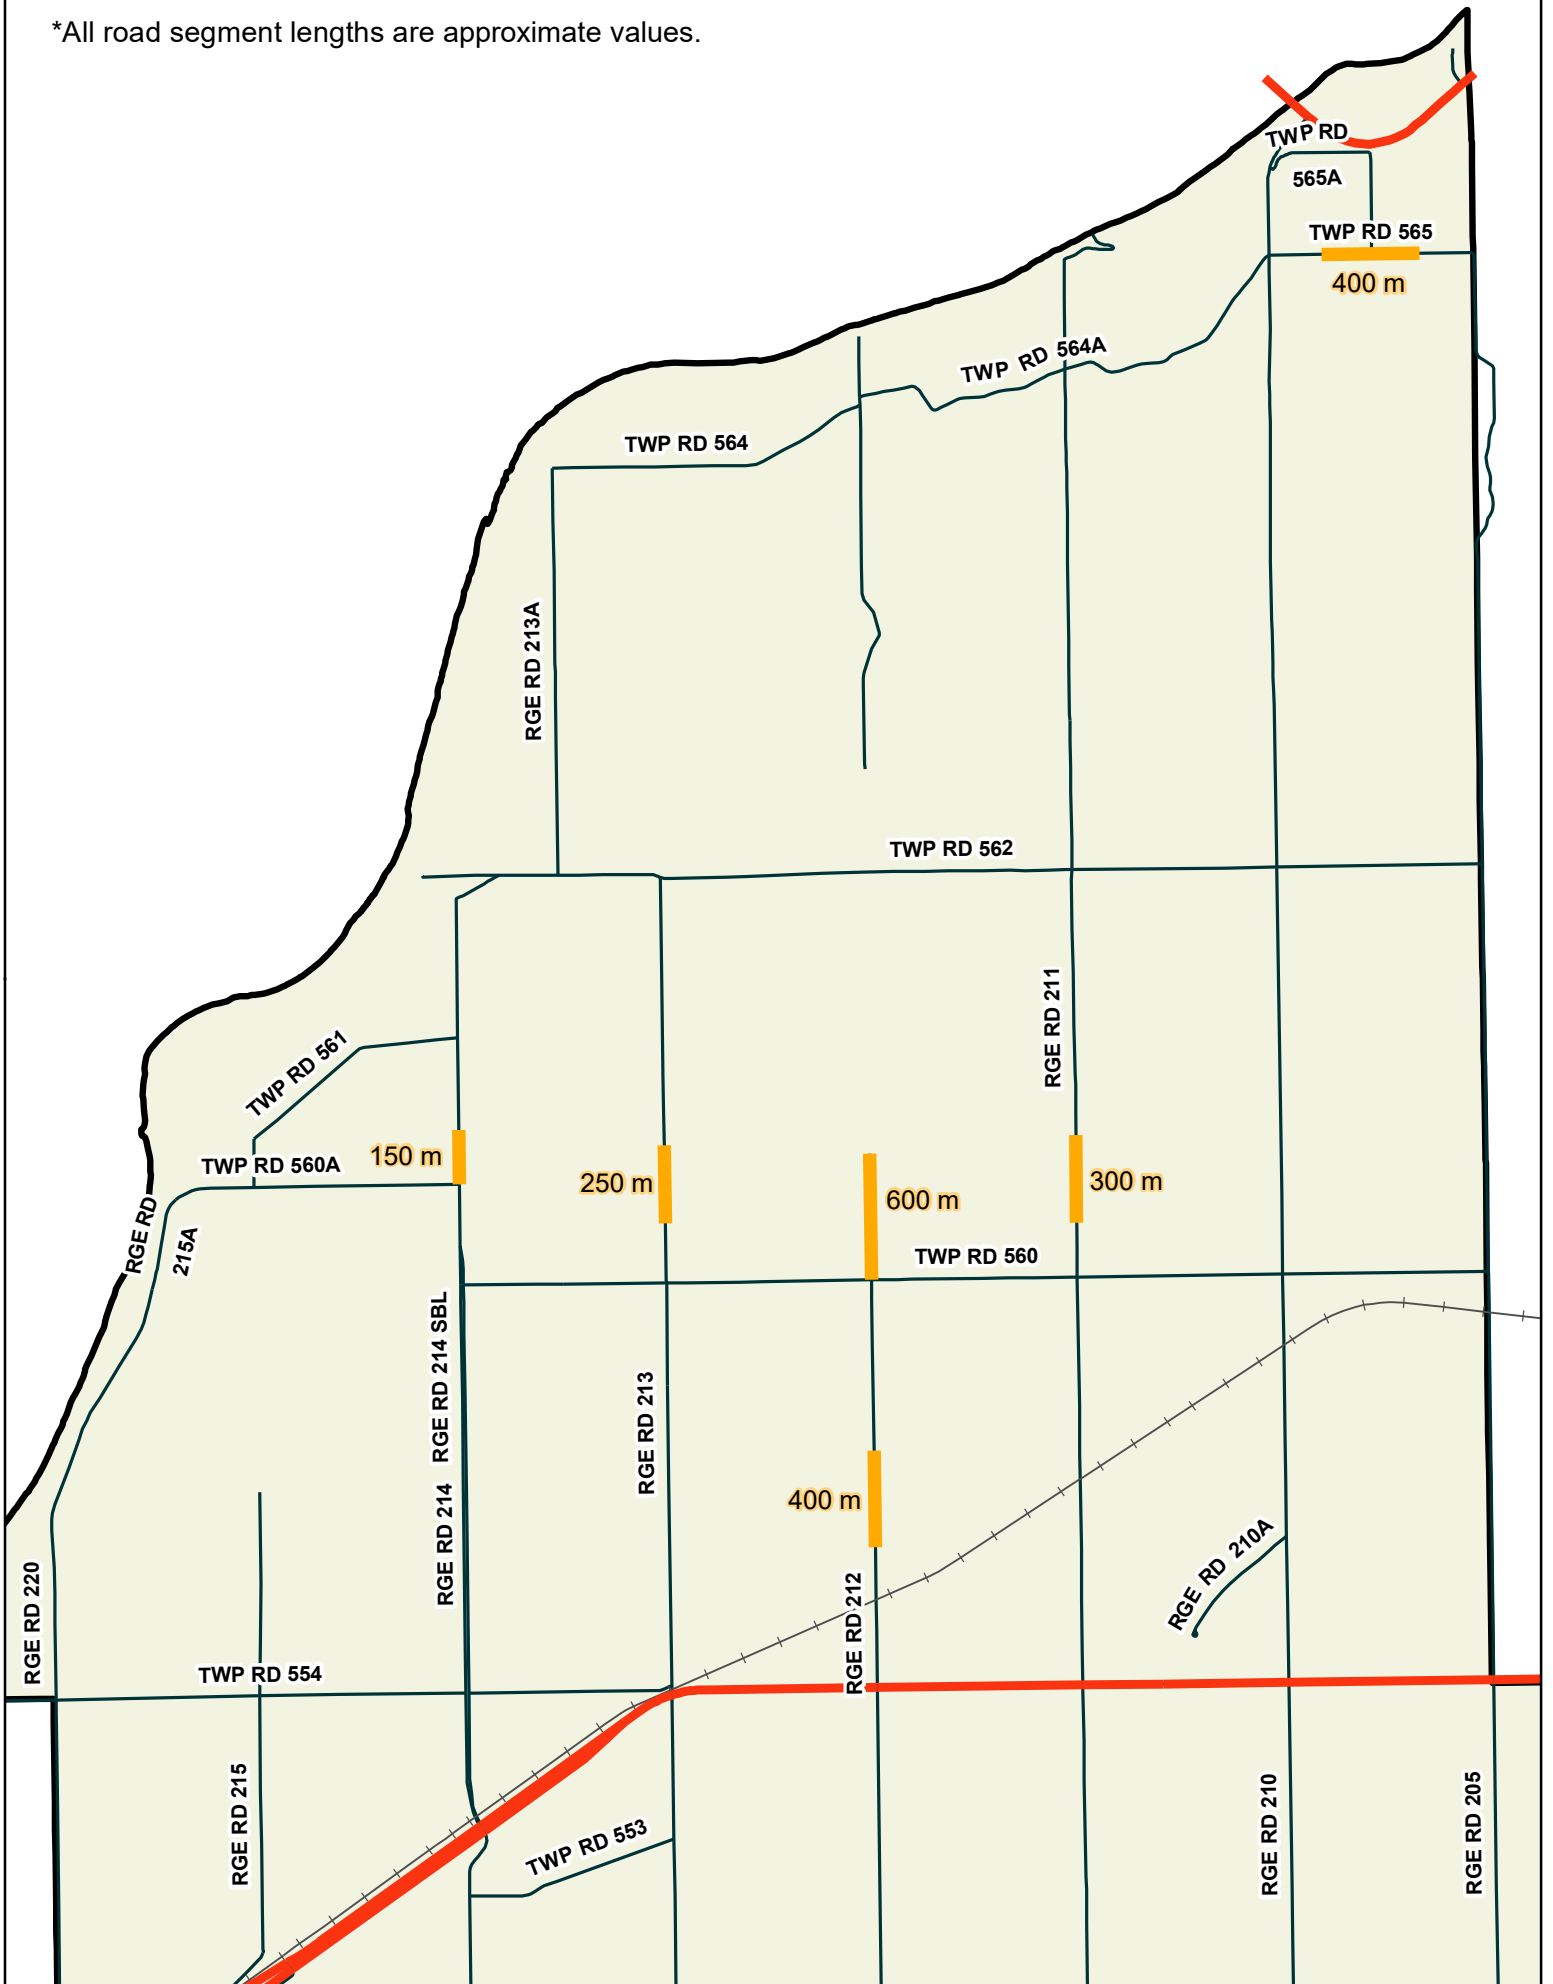 *All road segment lengths are approximate values.
TWP RD
565A
TWP RD 565
400 m
TWP RD 564A
TWP RD 564
RGE RD 213A
TWP RD 562
RGE RD 211
TWP RD 561
150 m
TWP RD 560A
250 m
600 m
300 m
RGE RD
215A
TWP RD 560
RGE RD 214 SBL
RGE RD 213
RGE RD 214
400 m
RGE RD 210A
RGE RD 220
RGE RD 212
TWP RD 554
RGE RD 215
TWP RD 553
RGE RD 210
RGE RD 205